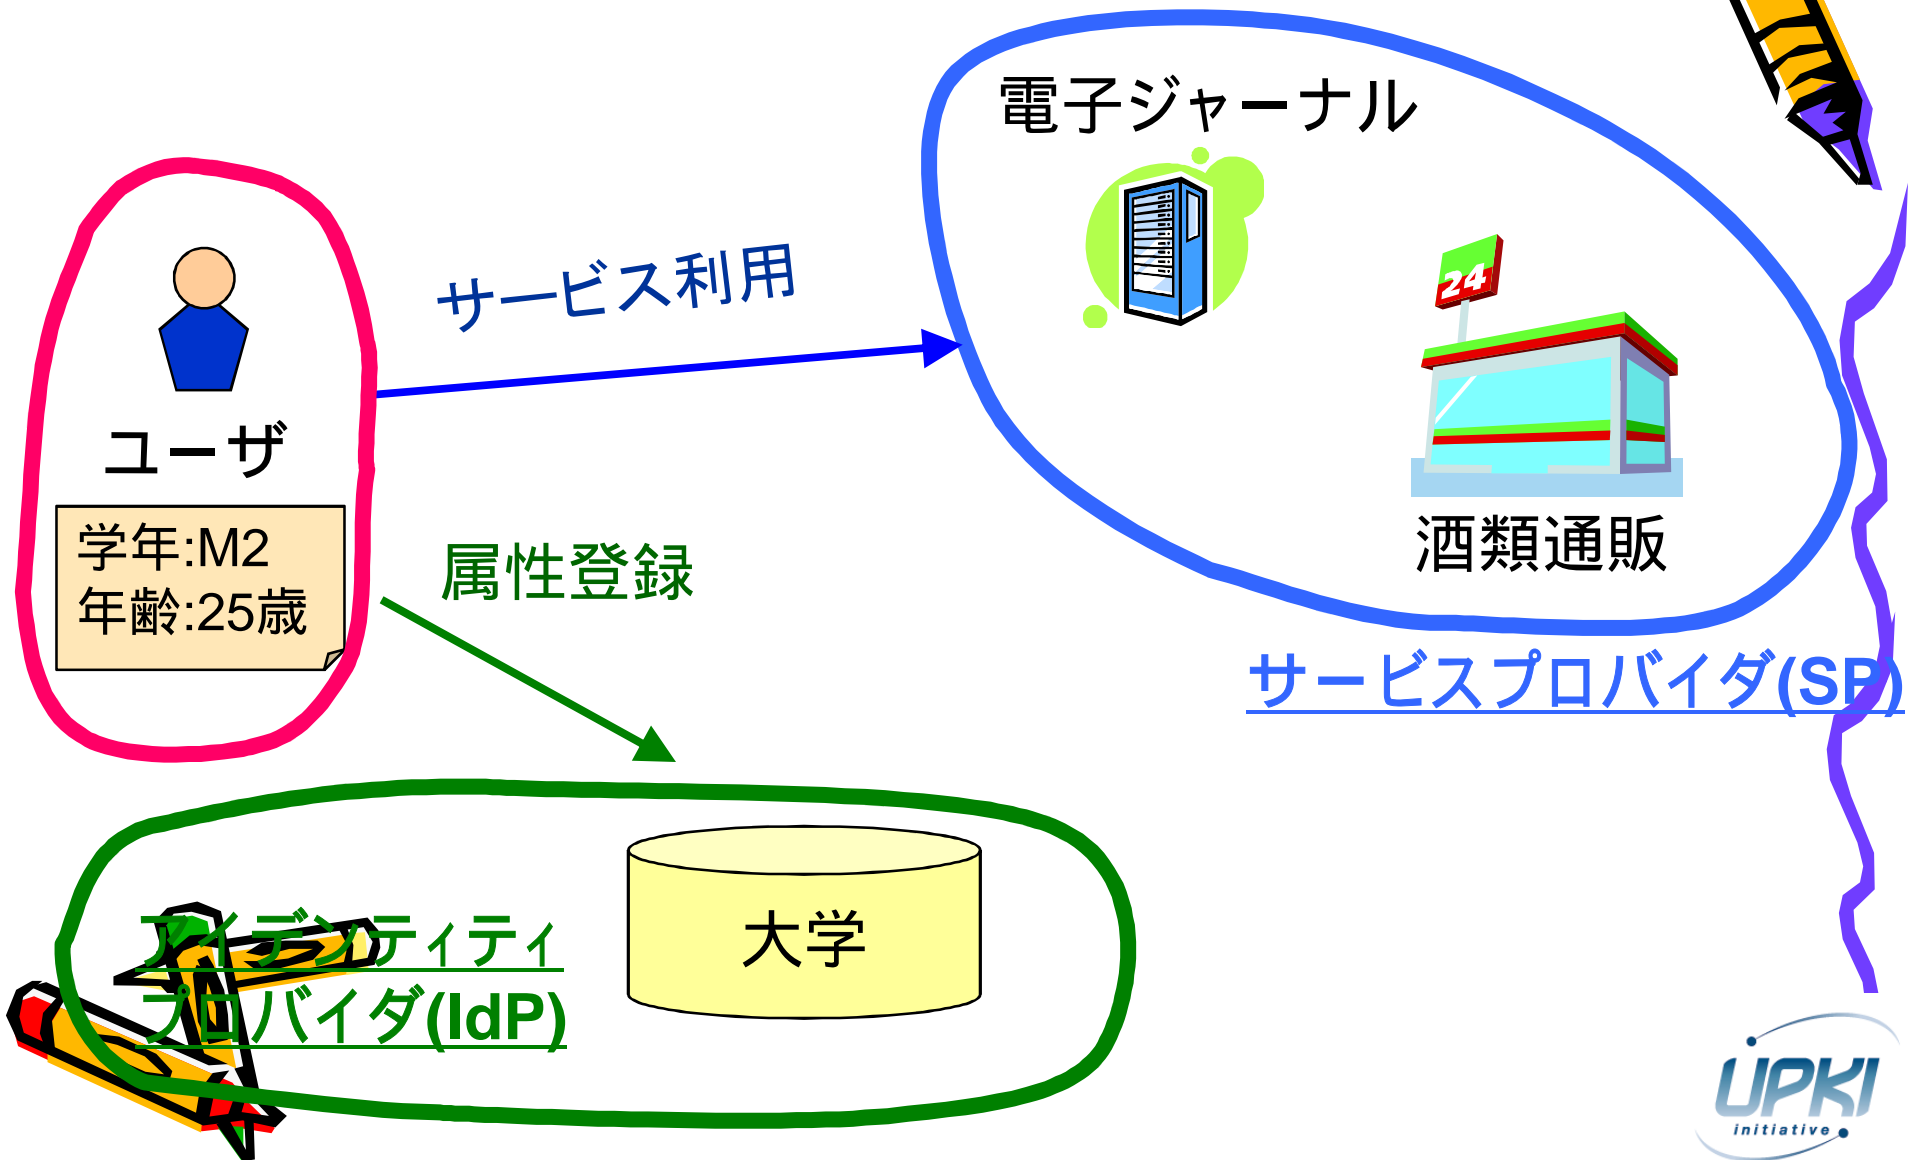 電子ジャーナル
24
サービス利用
ユーザ
学年:M2
年齢:25歳
属性登録
酒類通販
サービスプロバイダ(SP)
大学
アイデンティティ
プロバイダ(IdP)
UPKI
initiative